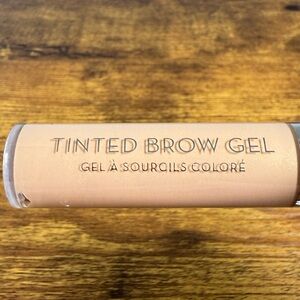 TINTED BROW GEL
GEL À SOURCILS COLORÉ